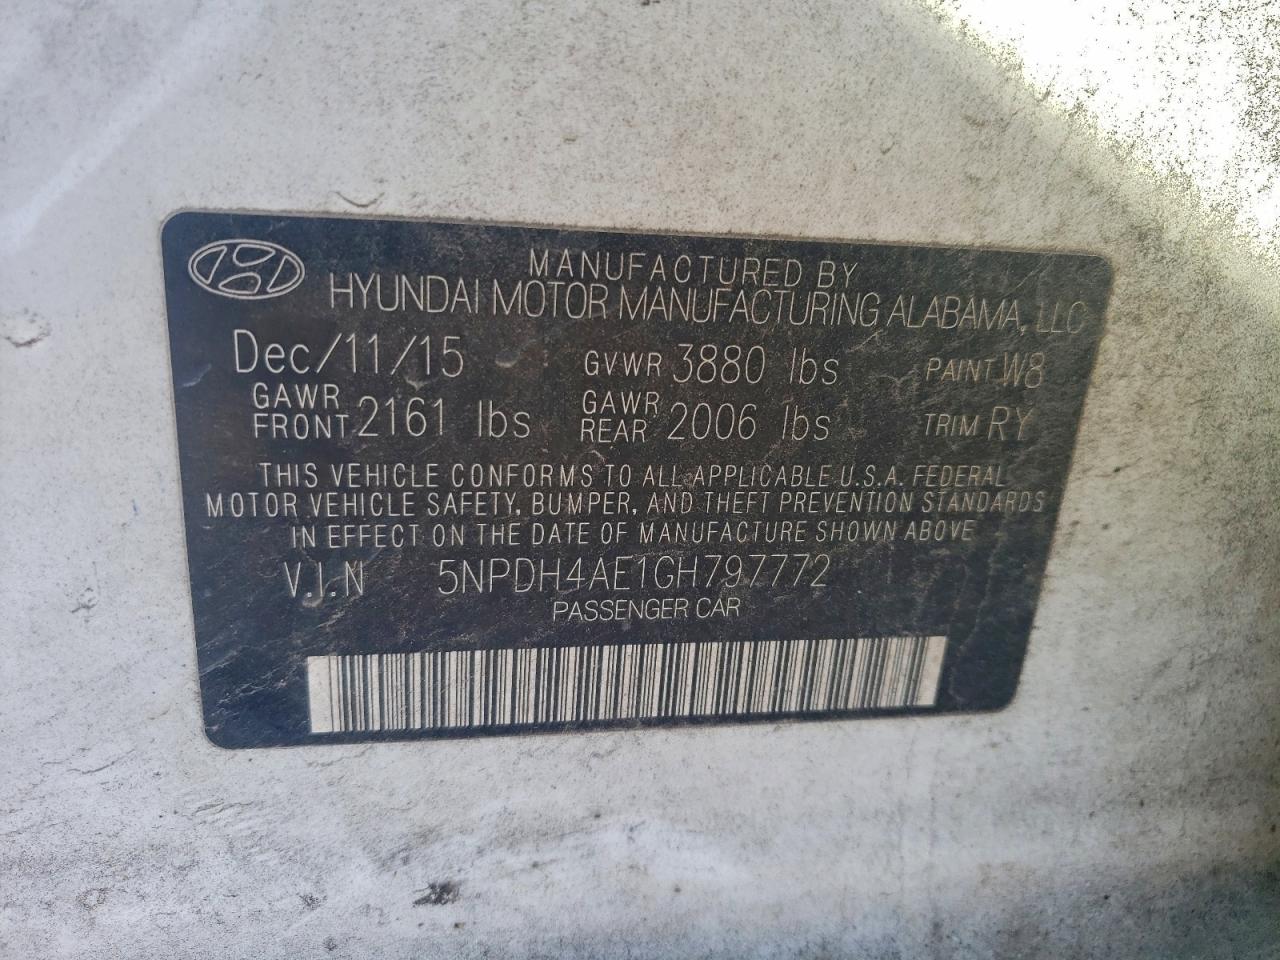 MANUFACTURED BY
HYUNDAI MOTOR MANUFACTURING ALABAMA, LLC
Dec/11/15 GVWR 3880 lbs PAINT W8
GAWR FRONT 2161 lbs GAWR REAR 2006 lbs TRIM RY
THIS VEHICLE CONFORMS TO ALL APPLICABLE U.S.A. FEDERAL
MOTOR VEHICLE SAFETY, BUMPER, AND THEFT PREVENTION STANDARDS
IN EFFECT ON THE DATE OF MANUFACTURE SHOWN ABOVE
V.I.N 5NPDH4AE1GH797772
PASSENGER CAR